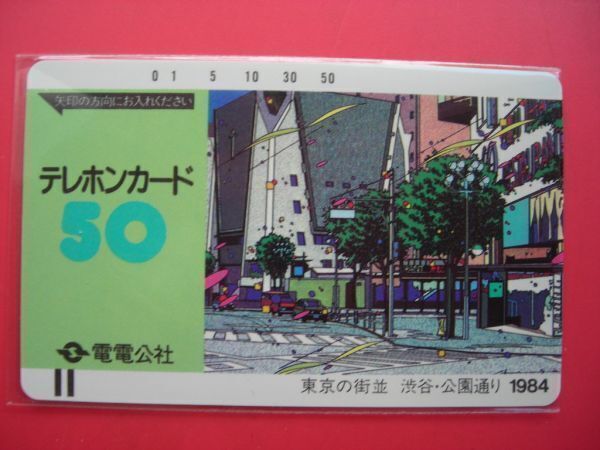 0 1 5 10 30 50
矢印の方向にお入れください
テレホンカード
50
電電公社
東京の街並 渋谷・公園通り 1984